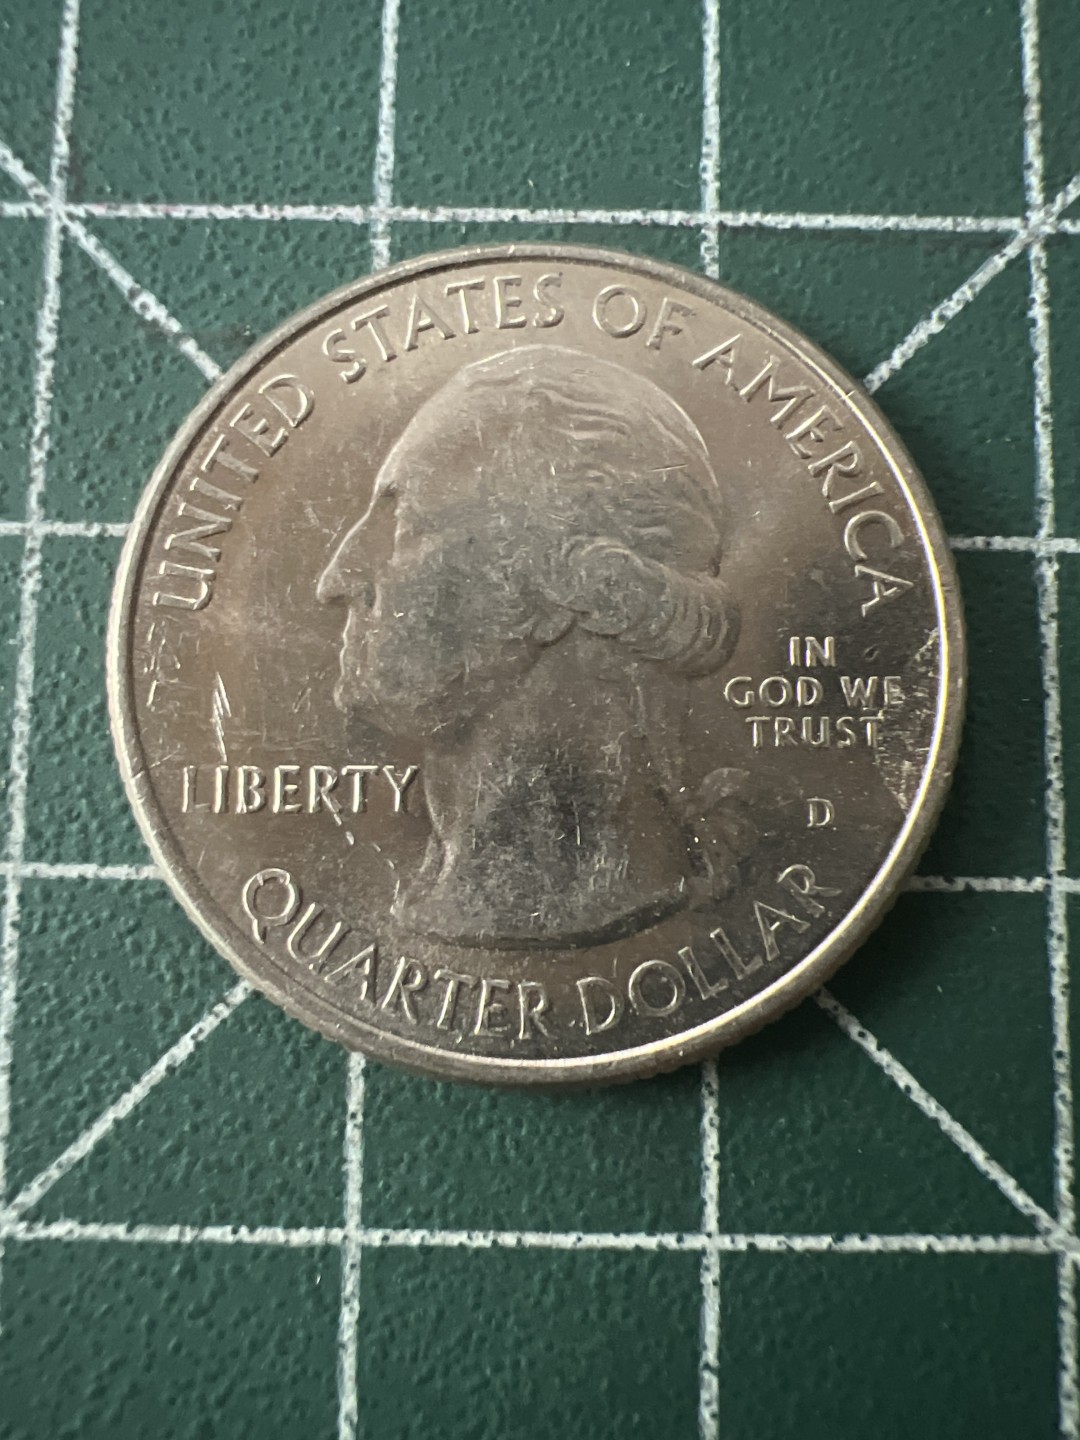 UNITED STATES OF AMERICA
IN
GOD WE
TRUST
LIBERTY
D
QUARTER DOLLAR